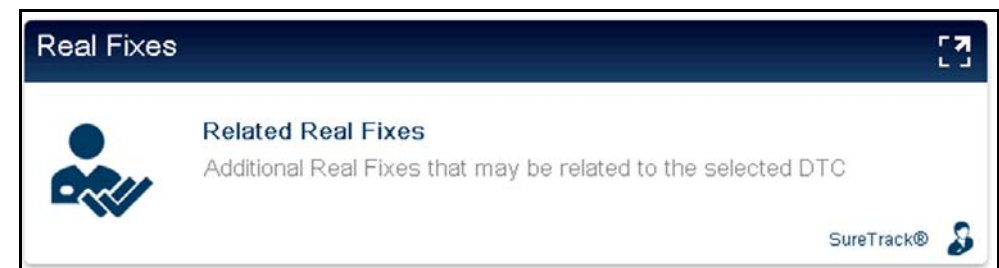 Real Fixes
Related Real Fixes
Additional Real Fixes that may be related to the selected DTC
SureTrack®